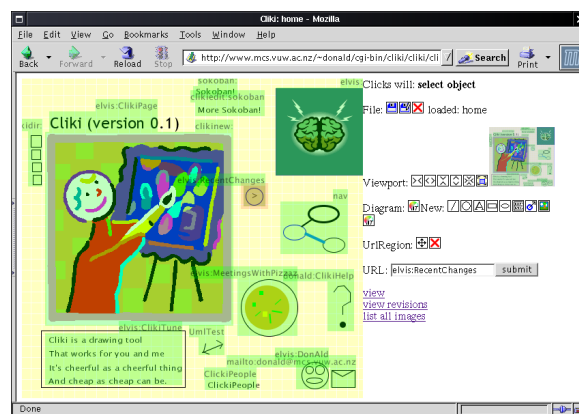 Cliki: home - Mozilla
File Edit View Go Bookmarks Tools Window Help
Back Forward Reload Stop http://www.mcs.vuw.ac.nz/~donald/cgi-bin/cliki/cliki/cli Search Print
sokoban:
Sokoban!
elvis:
clikiedit:sokoban
More Sokoban!
elvis:ClikiPage
Cliki (version 0.1)
clikinew:
kidir:
elvis:RecentChanges
>
nav
elvis:MeetingsWithPizzaz
donald:ClikiHelp
?
elvis:ClikiTune
UmlTest
Cliki is a drawing tool
That works for you and me
It's cheerful as a cheerful thing
And cheap as cheap can be.
elvis:DonAld
mailto:donald@mcs.vuw.ac.nz
ClickiPeople
ClickiPeople
Clicks will: select object
File: loaded: home
Viewport:
Diagram: New:
UrlRegion:
URL: elvis:RecentChanges submit
view
view revisions
list all images
Done